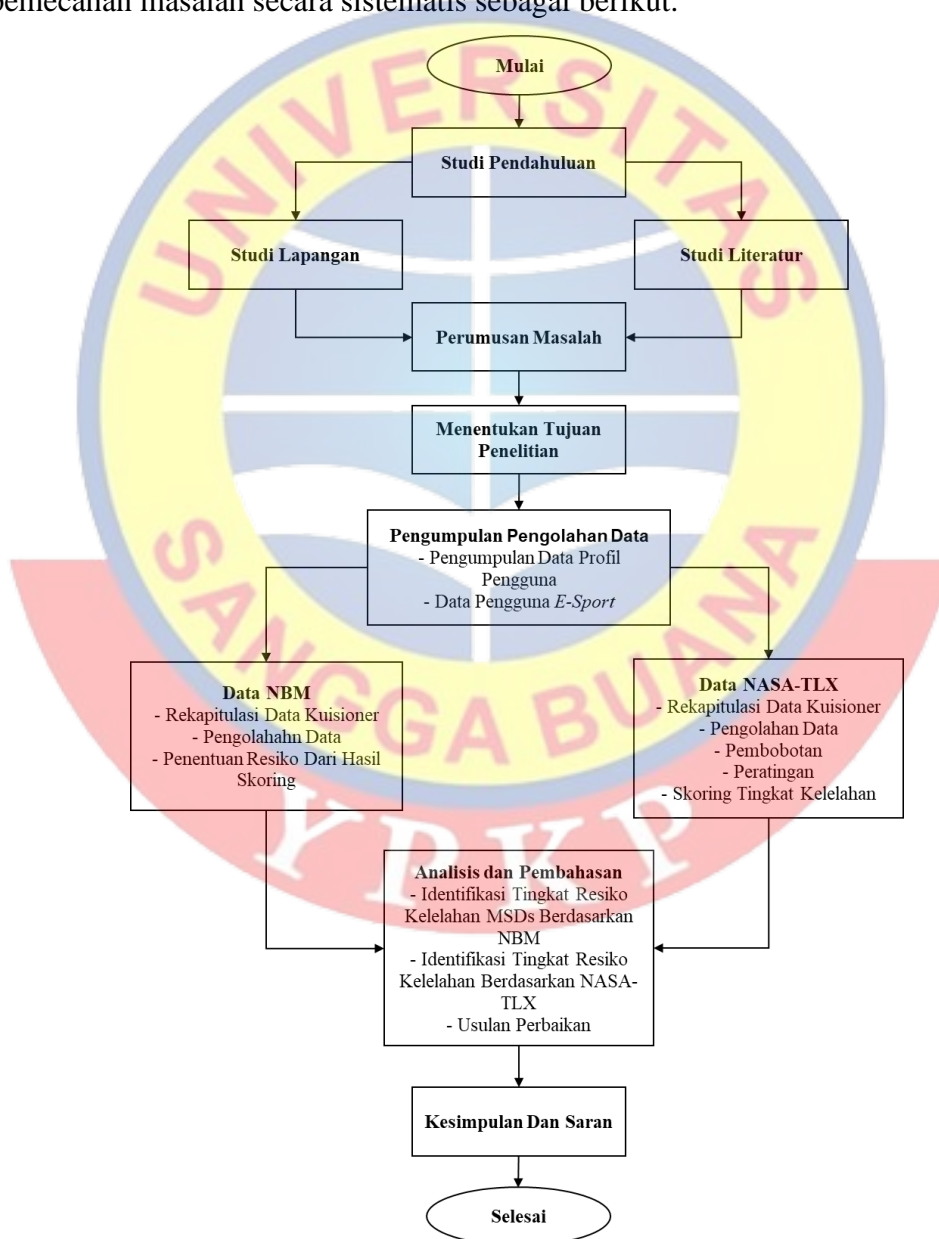 pemecahan masalah secara sistematis sebagai berikut.
Mulai
Studi Pendahuluan
Studi Lapangan
Studi Literatur
Perumusan Masalah
Menentukan Tujuan
Penelitian
Pengumpulan Pengolahan Data
- Pengumpulan Data Profil
Pengguna
- Data Pengguna E-Sport
Data NBM
- Rekapitulasi Data Kuisioner
- Pengolahahn Data
- Penentuan Resiko Dari Hasil
Skoring
Data NASA-TLX
- Rekapitulasi Data Kuisioner
- Pengolahan Data
- Pembobotan
- Peratingan
- Skoring Tingkat Kelelahan
Analisis dan Pembahasan
- Identifikasi Tingkat Resiko
Kelelahan MSDs Berdasarkan
NBM
- Identifikasi Tingkat Resiko
Kelelahan Berdasarkan NASA-
TLX
- Usulan Perbaikan
Kesimpulan Dan Saran
Selesai
UNIVERSITAS
SANGGA BUANA
YPKP